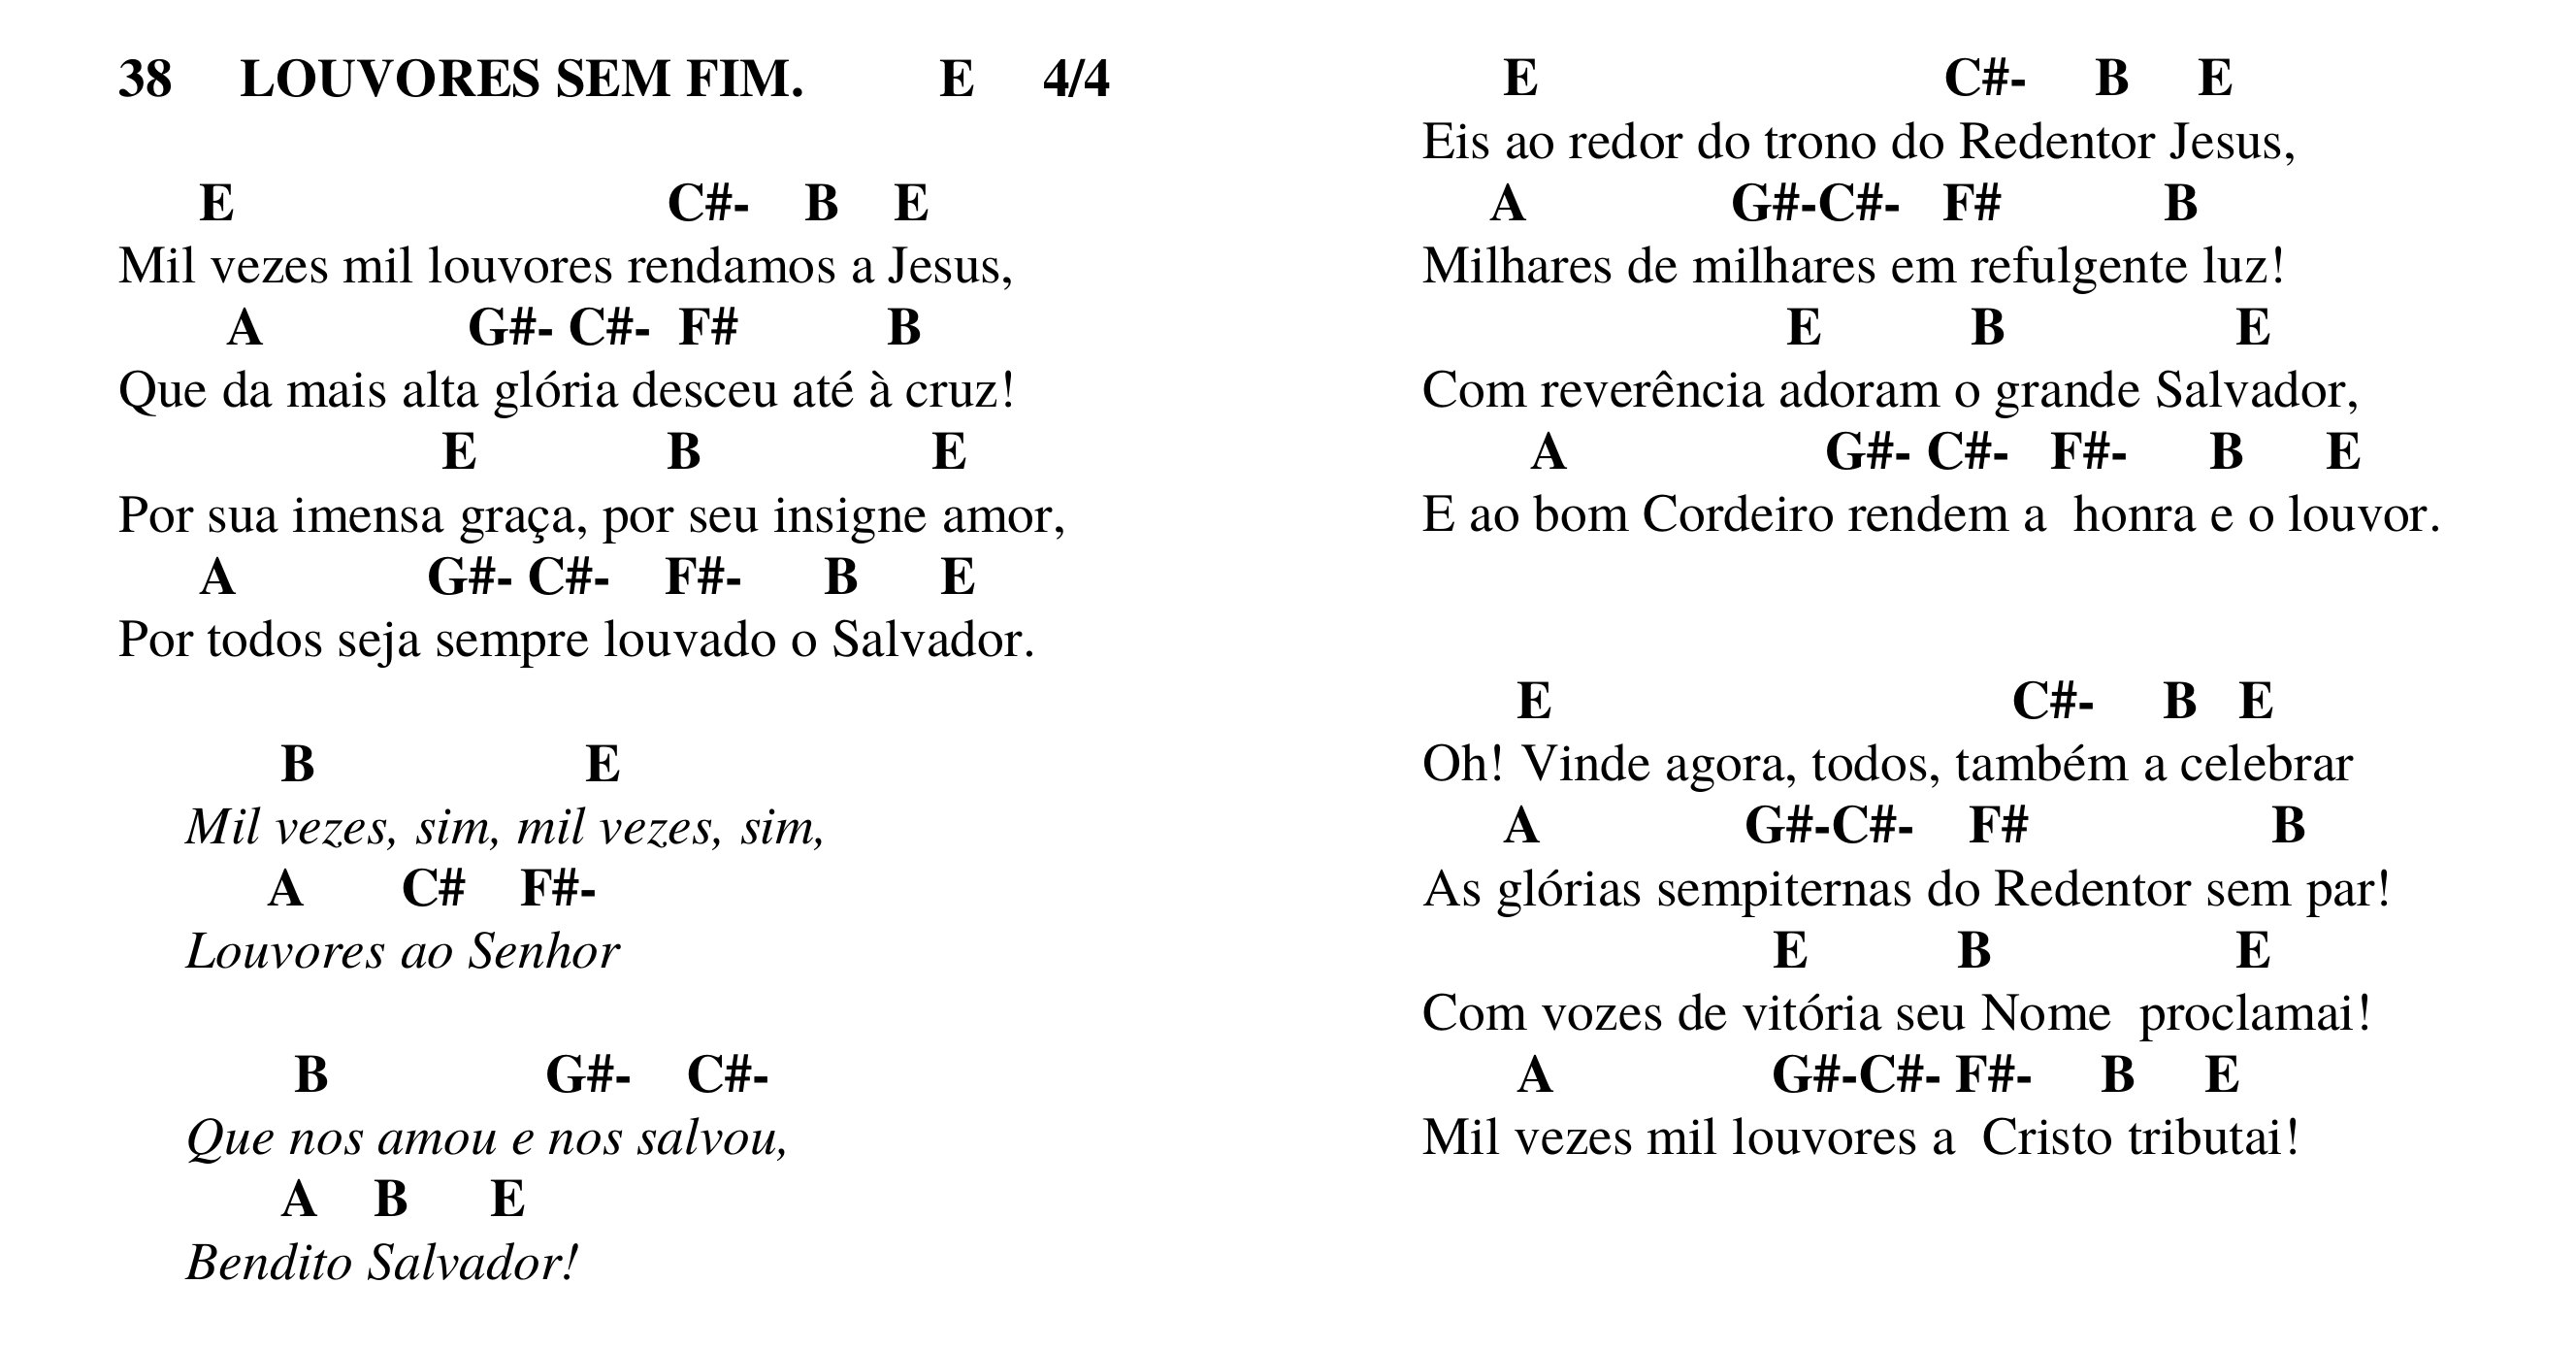 38 LOUVORES SEM FIM. E 4/4
E C#- B E
Mil vezes mil louvores rendamos a Jesus,
A G#- C#- F# B
Que da mais alta glória desceu até à cruz!
E B E
Por sua imensa graça, por seu insigne amor,
A G#- C#- F#- B E
Por todos seja sempre louvado o Salvador.
B E
Mil vezes, sim, mil vezes, sim,
A C# F#-
Louvores ao Senhor
B G#- C#-
Que nos amou e nos salvou,
A B E
Bendito Salvador!
E C#- B E
Eis ao redor do trono do Redentor Jesus,
A G#-C#- F# B
Milhares de milhares em refulgente luz!
E B E
Com reverência adoram o grande Salvador,
A G#- C#- F#- B E
E ao bom Cordeiro rendem a  honra e o louvor.
E C#- B E
Oh! Vinde agora, todos, também a celebrar
A G#-C#- F# B
As glórias sempiternas do Redentor sem par!
E B E
Com vozes de vitória seu Nome  proclamai!
A G#-C#- F#- B E
Mil vezes mil louvores a  Cristo tributai!